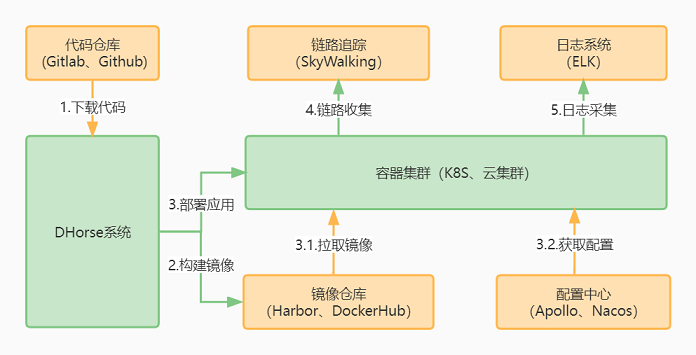 代码仓库
(Gitlab、Github)
链路追踪
(SkyWalking)
日志系统
(ELK)
1.下载代码
4.链路收集
5.日志采集
容器集群（K8S、云集群）
3.部署应用
DHorse系统
3.1.拉取镜像
3.2.获取配置
2.构建镜像
镜像仓库
(Harbor、DockerHub)
配置中心
(Apollo、Nacos)